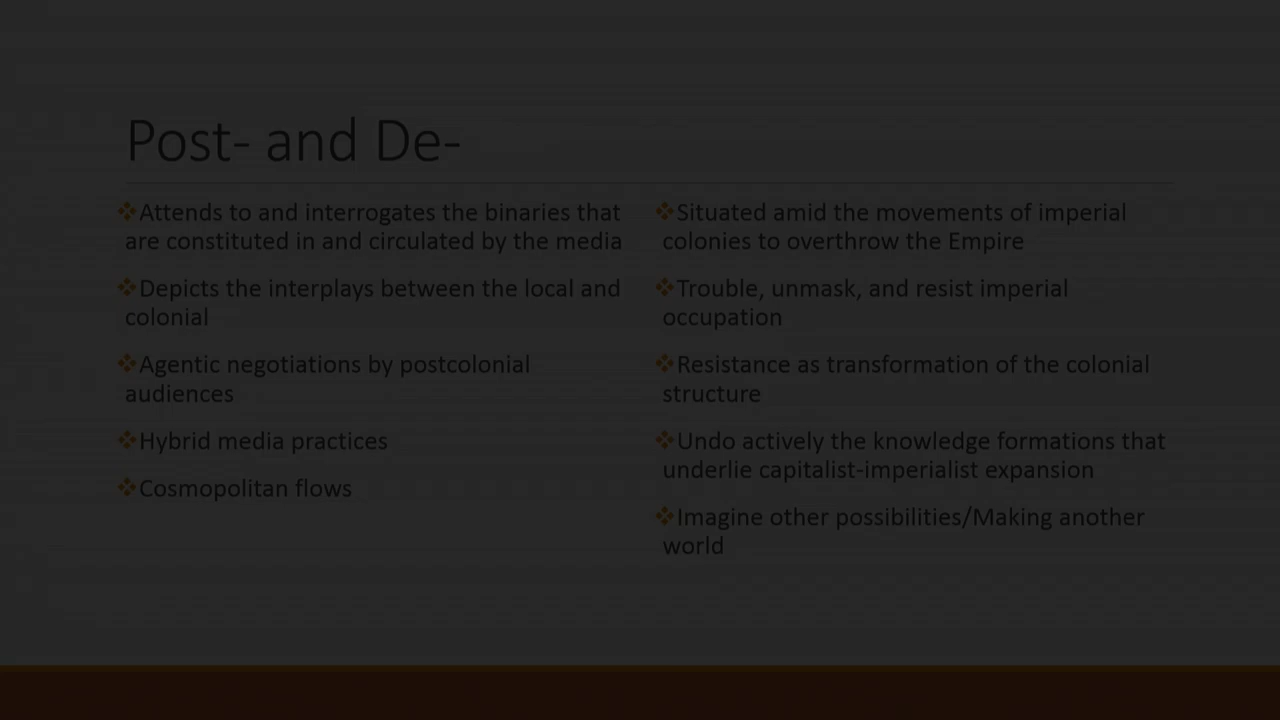 Post- and De-
❖Attends to and interrogates the binaries that
are constituted in and circulated by the media
❖Depicts the interplays between the local and
colonial
❖Agentic negotiations by postcolonial
audiences
❖Hybrid media practices
❖Cosmopolitan flows
❖Situated amid the movements of imperial
colonies to overthrow the Empire
❖Trouble, unmask, and resist imperial
occupation
❖Resistance as transformation of the colonial
structure
❖Undo actively the knowledge formations that
underlie capitalist-imperialist expansion
❖Imagine other possibilities/Making another
world